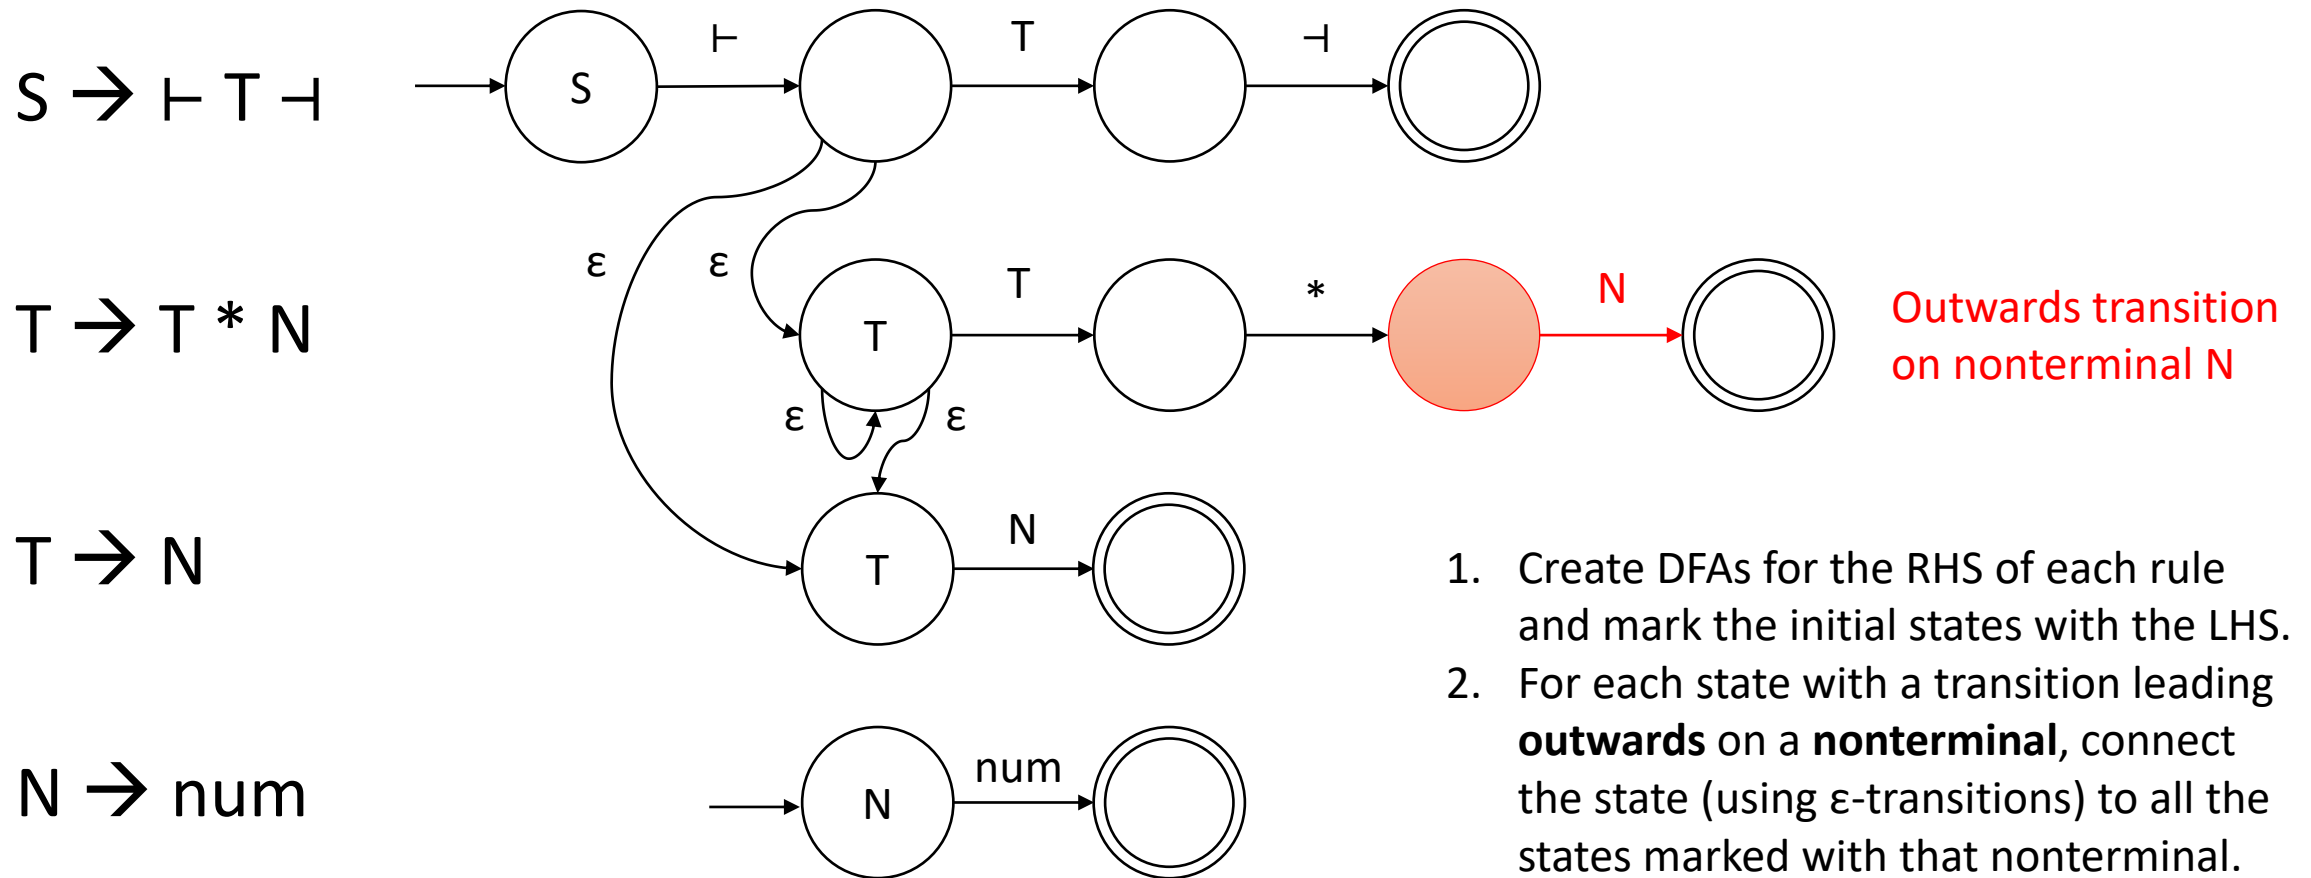 S → ⊢ T ⊣
S
⊢
T
⊣
ε
ε
T → T * N
T
T
*
N
Outwards transition
on nonterminal N
ε
ε
T → N
T
N
1. Create DFAs for the RHS of each rule
and mark the initial states with the LHS.
2. For each state with a transition leading
outwards on a nonterminal, connect
the state (using ε-transitions) to all the
states marked with that nonterminal.
N → num
N
num